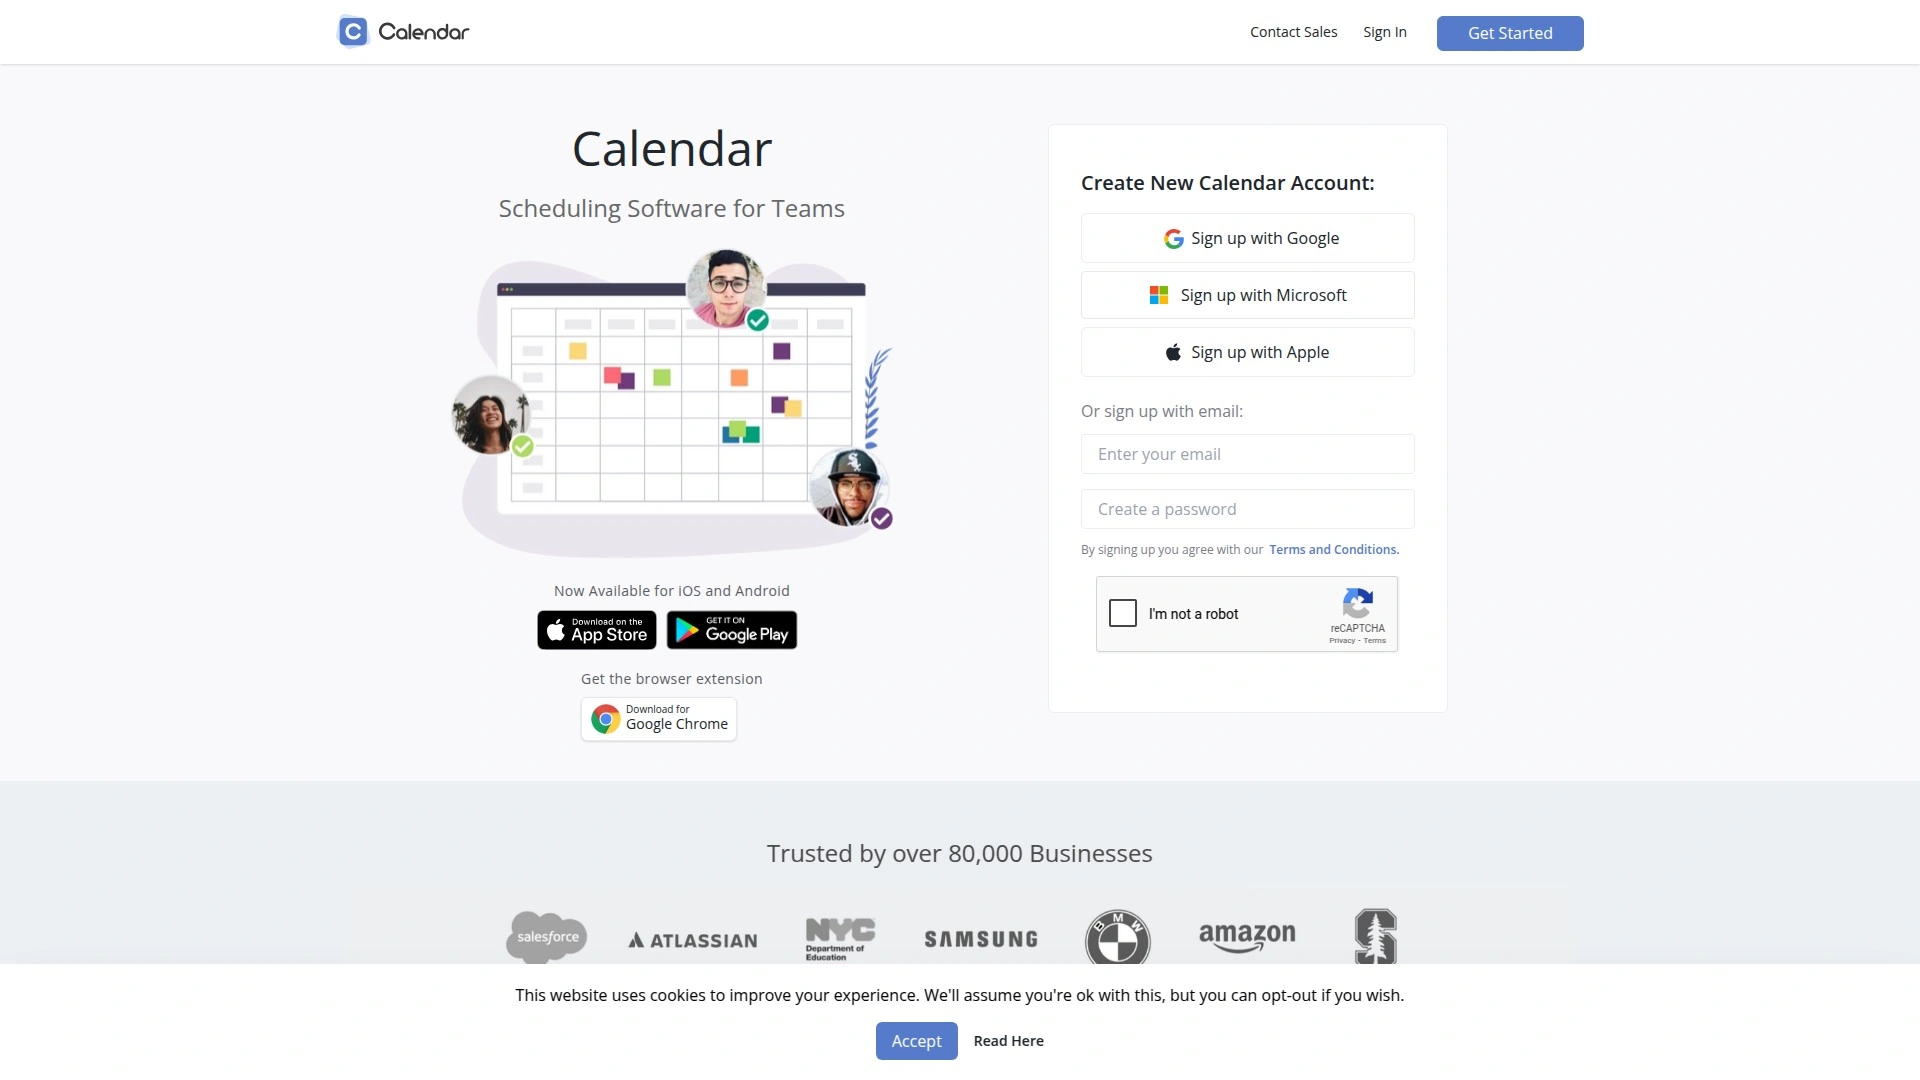 C Calendar
Contact Sales
Sign In
Get Started
Calendar
Scheduling Software for Teams
Now Available for iOS and Android
Download on the
App Store
GET IT ON
Google Play
Get the browser extension
Download for
Google Chrome
Create New Calendar Account:
Sign up with Google
Sign up with Microsoft
Sign up with Apple
Or sign up with email:
Enter your email
Create a password
By signing up you agree with our Terms and Conditions.
I'm not a robot
reCAPTCHA
Privacy - Terms
Trusted by over 80,000 Businesses
salesforce
ATLASSIAN
NYC
Department of
Education
SAMSUNG
BMW
amazon
S
This website uses cookies to improve your experience. We'll assume you're ok with this, but you can opt-out if you wish.
Accept
Read Here